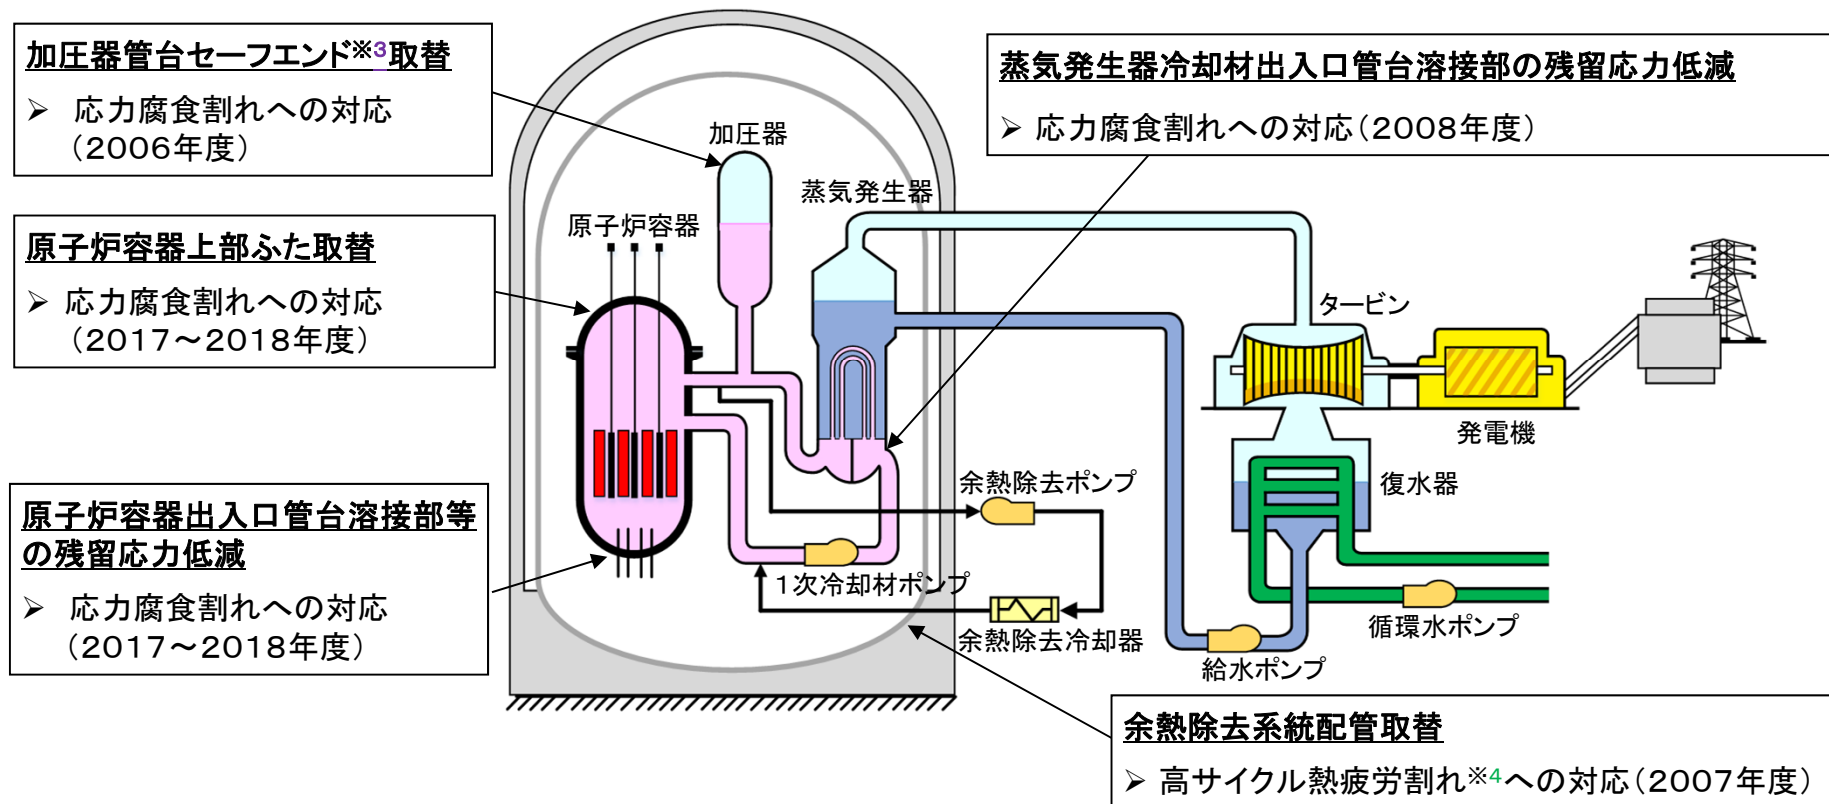 加圧器管台セーフエンド※3取替
➢ 応力腐食割れへの対応
（2006年度）
原子炉容器上部ふた取替
➢ 応力腐食割れへの対応
（2017～2018年度）
原子炉容器出入口管台溶接部等
の残留応力低減
➢ 応力腐食割れへの対応
（2017～2018年度）
蒸気発生器冷却材出入口管台溶接部の残留応力低減
➢ 応力腐食割れへの対応（2008年度）
加圧器
蒸気発生器
原子炉容器
タービン
発電機
復水器
余熱除去ポンプ
1次冷却材ポンプ
余熱除去冷却器
循環水ポンプ
給水ポンプ
余熱除去系統配管取替
➢ 高サイクル熱疲労割れ※4への対応（2007年度）